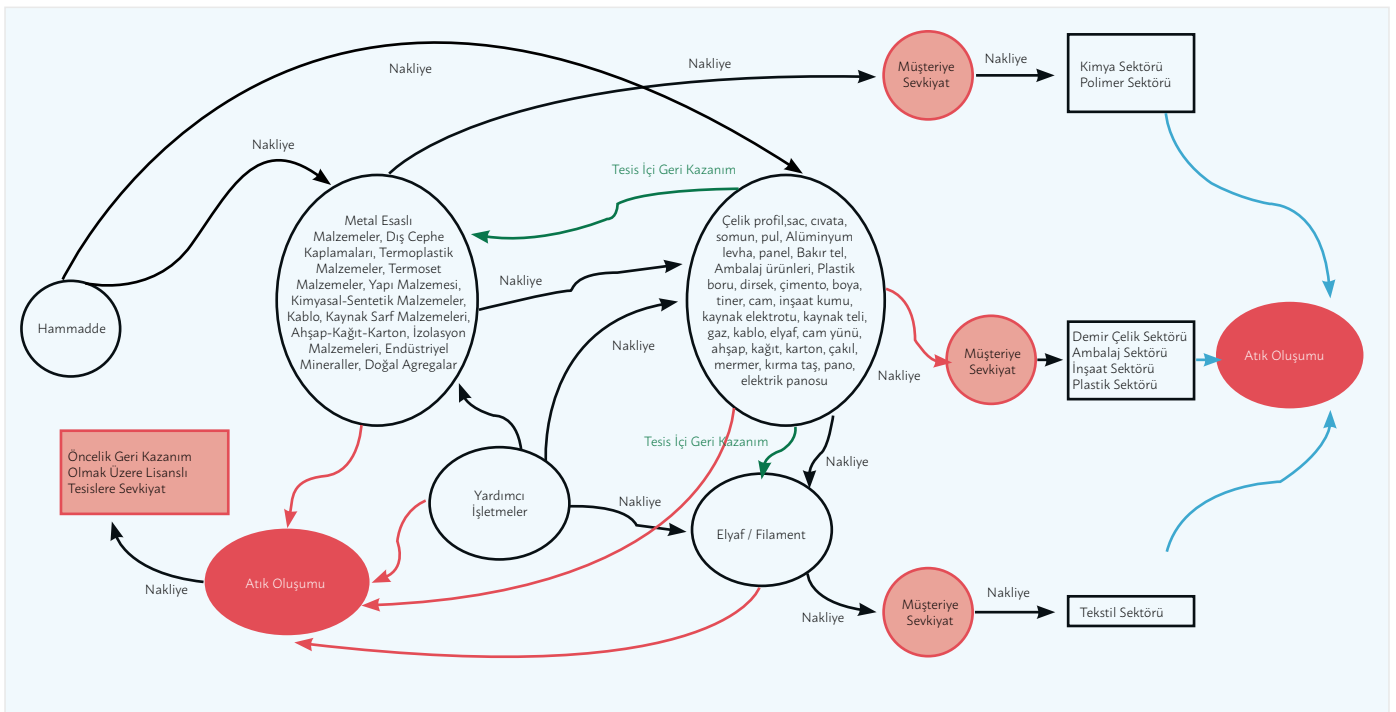 Nakliye
Nakliye
Müşteriye
Sevkiyat
Nakliye
Kimya Sektörü
Polimer Sektörü
Nakliye
Tesis İçi Geri Kazanım
Hammadde
Metal Esaslı
Malzemeler, Dış Cephe
Kaplamaları, Termoplastik
Malzemeler, Termoset
Malzemeler, Yapı Malzemesi,
Kimyasal-Sentetik Malzemeler,
Kablo, Kaynak Sarf Malzemeleri,
Ahşap-Kağıt-Karton, İzolasyon
Malzemeleri, Endüstriyel
Mineraller, Doğal Agregalar
Nakliye
Nakliye
Çelik profil,sac, cıvata,
somun, pul, Alüminyum
levha, panel, Bakır tel,
Ambalaj ürünleri, Plastik
boru, dirsek, çimento, boya,
tiner, cam, inşaat kumu,
kaynak elektrotu, kaynak teli,
gaz, kablo, elyaf, cam yünü,
ahşap, kağıt, karton, çakıl,
mermer, kırma taş, pano,
elektrik panosu
Nakliye
Müşteriye
Sevkiyat
Demir Çelik Sektörü
Ambalaj Sektörü
İnşaat Sektörü
Plastik Sektörü
Atık Oluşumu
Öncelik Geri Kazanım
Olmak Üzere Lisanslı
Tesislere Sevkiyat
Tesis İçi Geri Kazanım
Nakliye
Yardımcı
İşletmeler
Nakliye
Elyaf / Filament
Nakliye
Atık Oluşumu
Nakliye
Müşteriye
Sevkiyat
Nakliye
Tekstil Sektörü